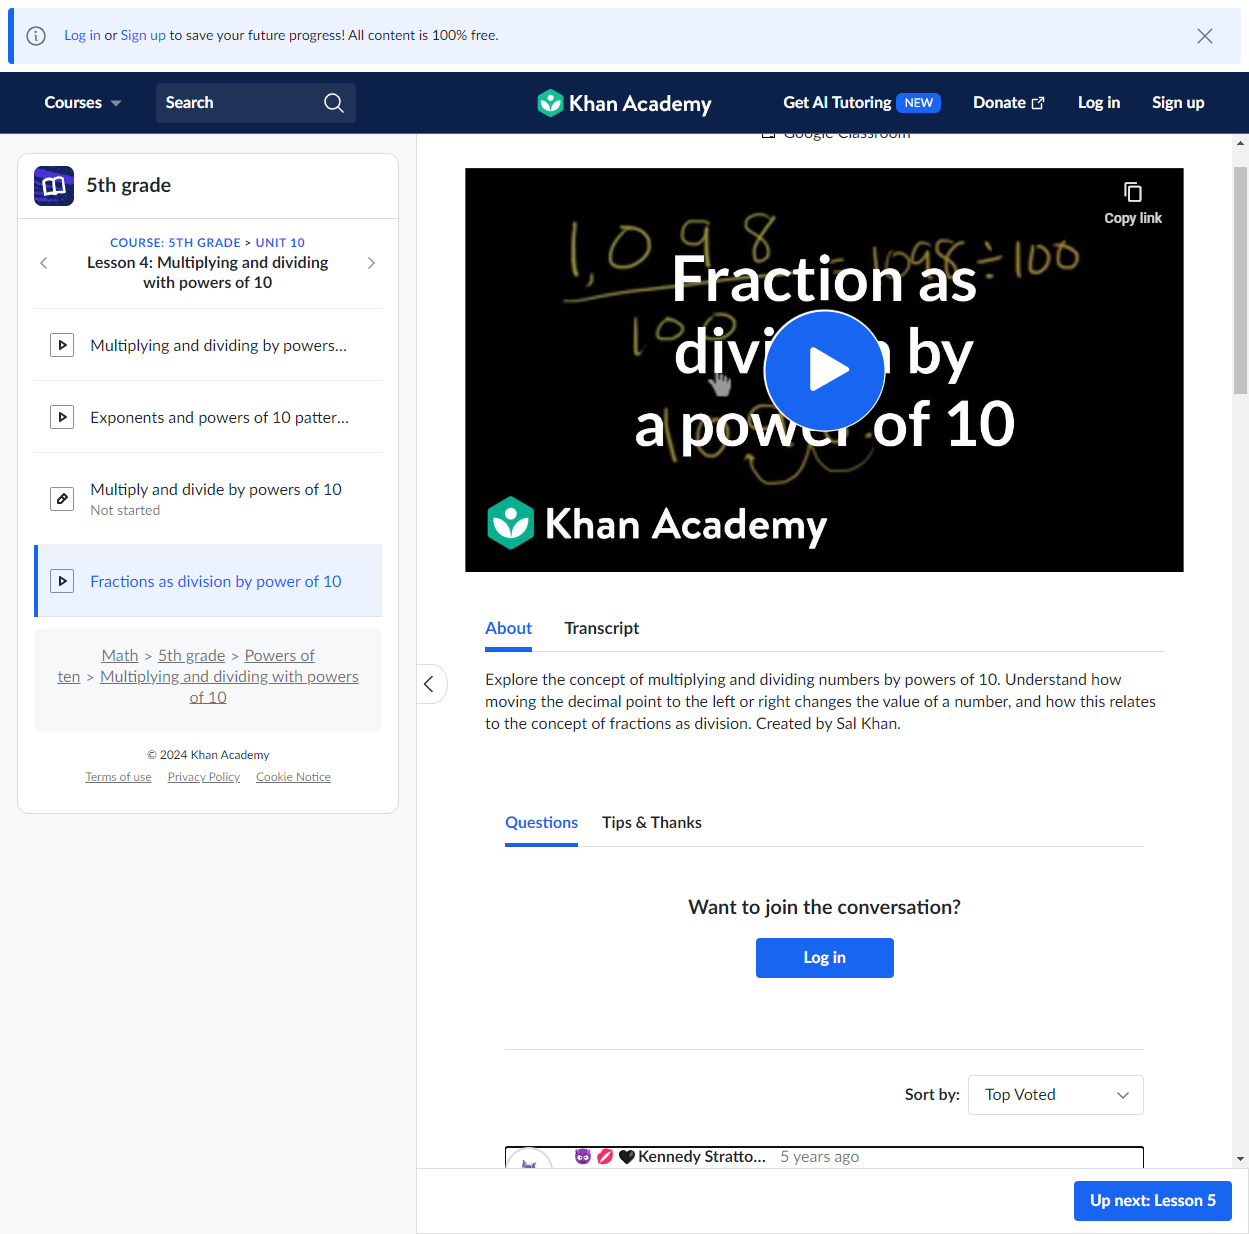 Log in or Sign up to save your future progress! All content is 100% free.
Courses
Search
Khan Academy
Get AI Tutoring NEW
Donate
Log in
Sign up
5th grade
COURSE: 5TH GRADE > UNIT 10
Lesson 4: Multiplying and dividing
with powers of 10
Multiplying and dividing by powers...
Exponents and powers of 10 patter...
Multiply and divide by powers of 10
Not started
Fractions as division by power of 10
Math > 5th grade > Powers of
ten > Multiplying and dividing with powers
of 10
© 2024 Khan Academy
Terms of use Privacy Policy Cookie Notice
Google Classroom
Copy link
1,098 = 1098÷100
100
Fraction as
division by
a power of 10
Khan Academy
About Transcript
Explore the concept of multiplying and dividing numbers by powers of 10. Understand how
moving the decimal point to the left or right changes the value of a number, and how this relates
to the concept of fractions as division. Created by Sal Khan.
Questions Tips & Thanks
Want to join the conversation?
Log in
Sort by: Top Voted
Kennedy Stratto... 5 years ago
Up next: Lesson 5